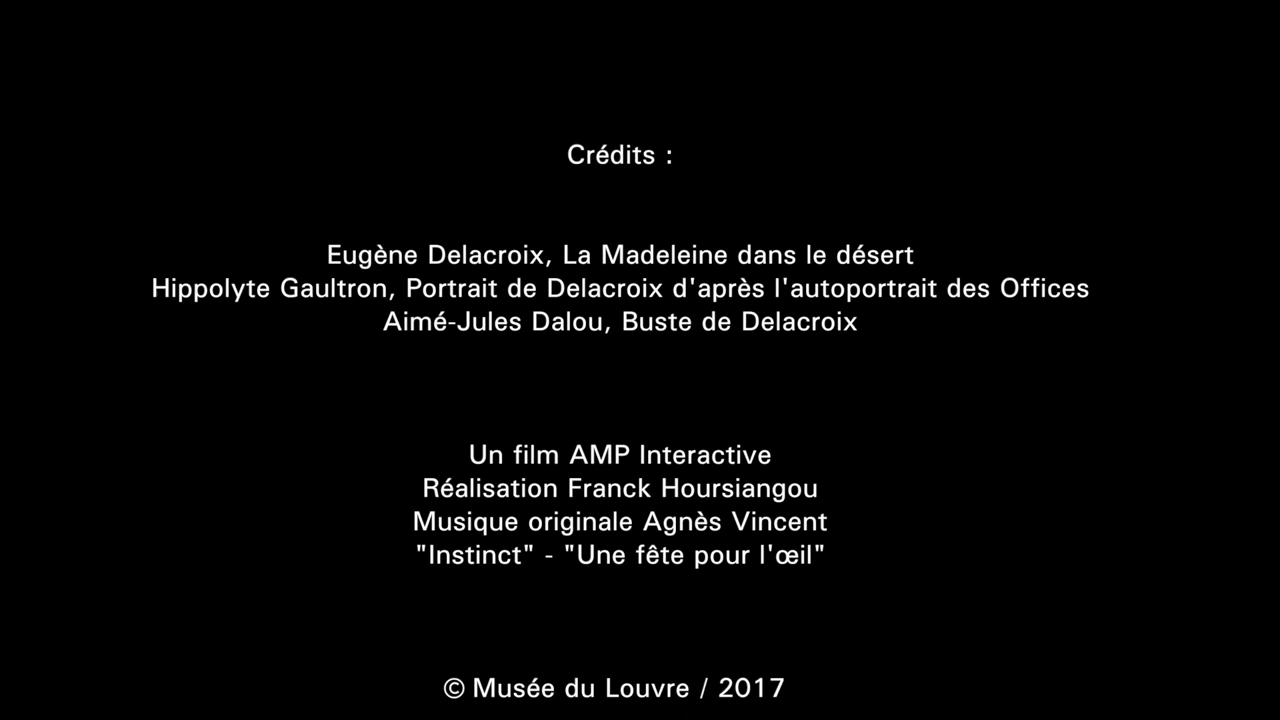 Crédits :
Eugène Delacroix, La Madeleine dans le désert
Hippolyte Gaultron, Portrait de Delacroix d'après l'autoportrait des Offices
Aimé-Jules Dalou, Buste de Delacroix
Un film AMP Interactive
Réalisation Franck Hoursiangou
Musique originale Agnès Vincent
"Instinct" - "Une fête pour l'œil"
© Musée du Louvre / 2017